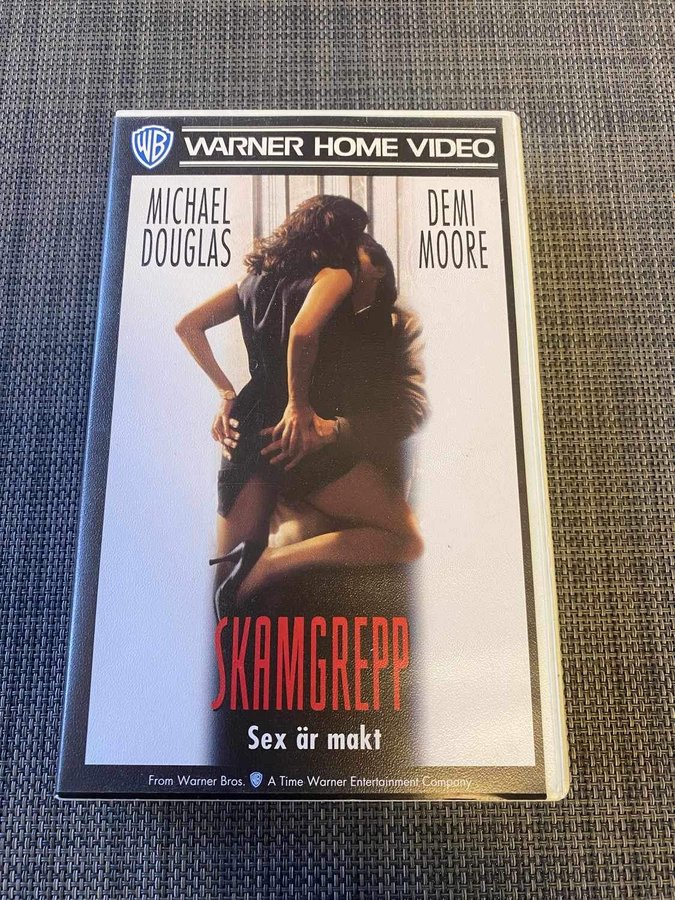 WB WARNER HOME VIDEO
MICHAEL
DOUGLAS
DEMI
MOORE
SKAMGREPP
Sex är makt
From Warner Bros. WB A Time Warner Entertainment Company